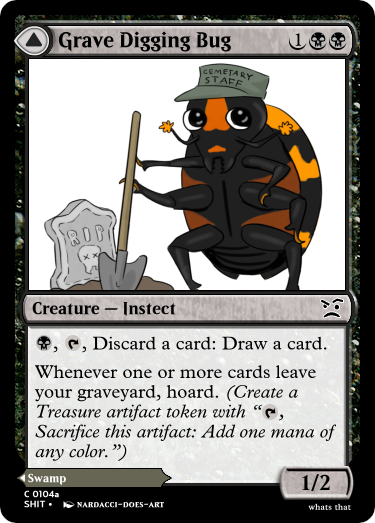 Grave Digging Bug 1
CEMETARY
STAFF
RIP
Creature — Instect
, , Discard a card: Draw a card.
Whenever one or more cards leave
your graveyard, hoard. (Create a
Treasure artifact token with “ ,
Sacrifice this artifact: Add one mana of
any color.”)
Swamp
1/2
C 0104a
SHIT • NARDACCI-DOES-ART
whats that